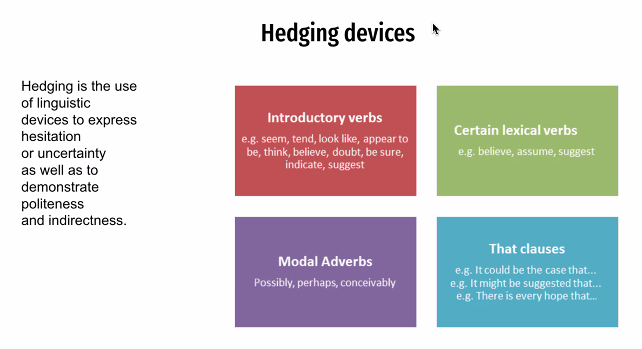 Hedging devices
Hedging is the use
of linguistic
devices to express
hesitation
or uncertainty
as well as to
demonstrate
politeness
and indirectness.
Introductory verbs
e.g. seem, tend, look like, appear to
be, think, believe, doubt, be sure,
indicate, suggest
Certain lexical verbs
e.g. believe, assume, suggest
Modal Adverbs
Possibly, perhaps, conceivably
That clauses
e.g. It could be the case that...
e.g. It might be suggested that...
e.g. There is every hope that...